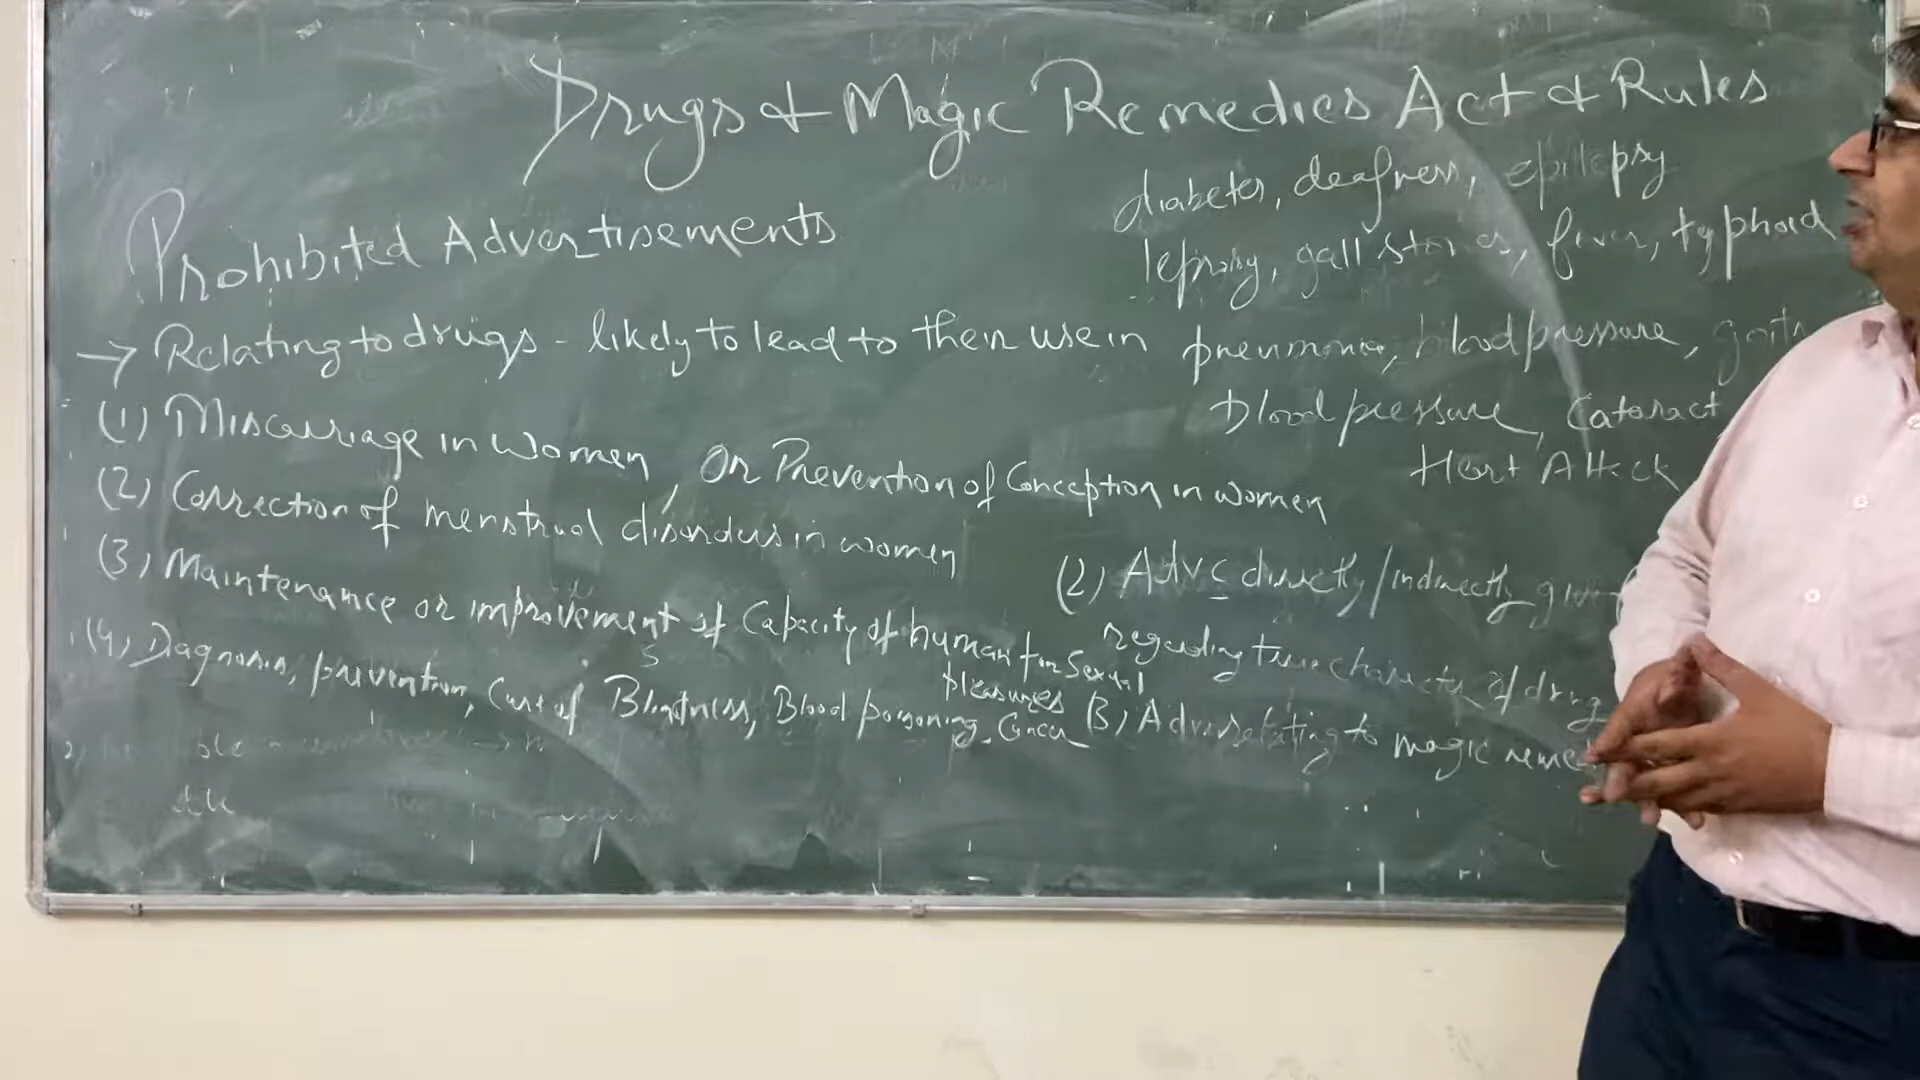 Drugs & Magic Remedies Act & Rules
Prohibited Advertisements
→ Relating to drugs - likely to lead to their use in
(1) Miscarriage in women, Or Prevention of Conception in women
(2) Correction of menstrual disorders in women
(3) Maintenance or improvement of Capacity of human for Sexual
pleasures
(4) Diagnosis, prevention, Cure of Blindness, Blood poisoning, Cancer
diabetes, deafness, epilepsy
leprosy, gall stones, fever, typhoid
pneumonia, blood pressure,
Blood pressure, Cataract
Hert Attack
(2) Advs directly/indirectly
regarding true character of drug
(3) Advs relating to magic